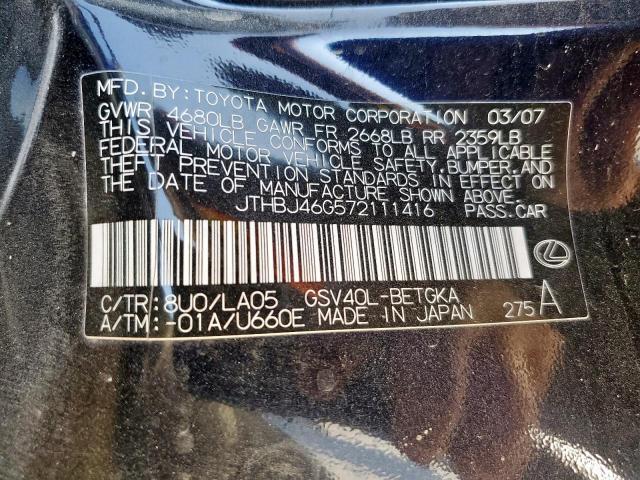 MFD. BY: TOYOTA MOTOR CORPORATION 03/07
GVWR 4680LB GAWR FR 2668LB RR 2359LB
THIS VEHICLE CONFORMS TO ALL APPLICABLE
FEDERAL MOTOR VEHICLE SAFETY, BUMPER, AND
THEFT PREVENTION STANDARDS IN EFFECT ON
THE DATE OF MANUFACTURE SHOWN ABOVE.
JTHBJ46G572111416 PASS.CAR
C/TR: 8U0/LA05 GSV40L-BETGKA
A/TM: -01A/U660E MADE IN JAPAN 275 A